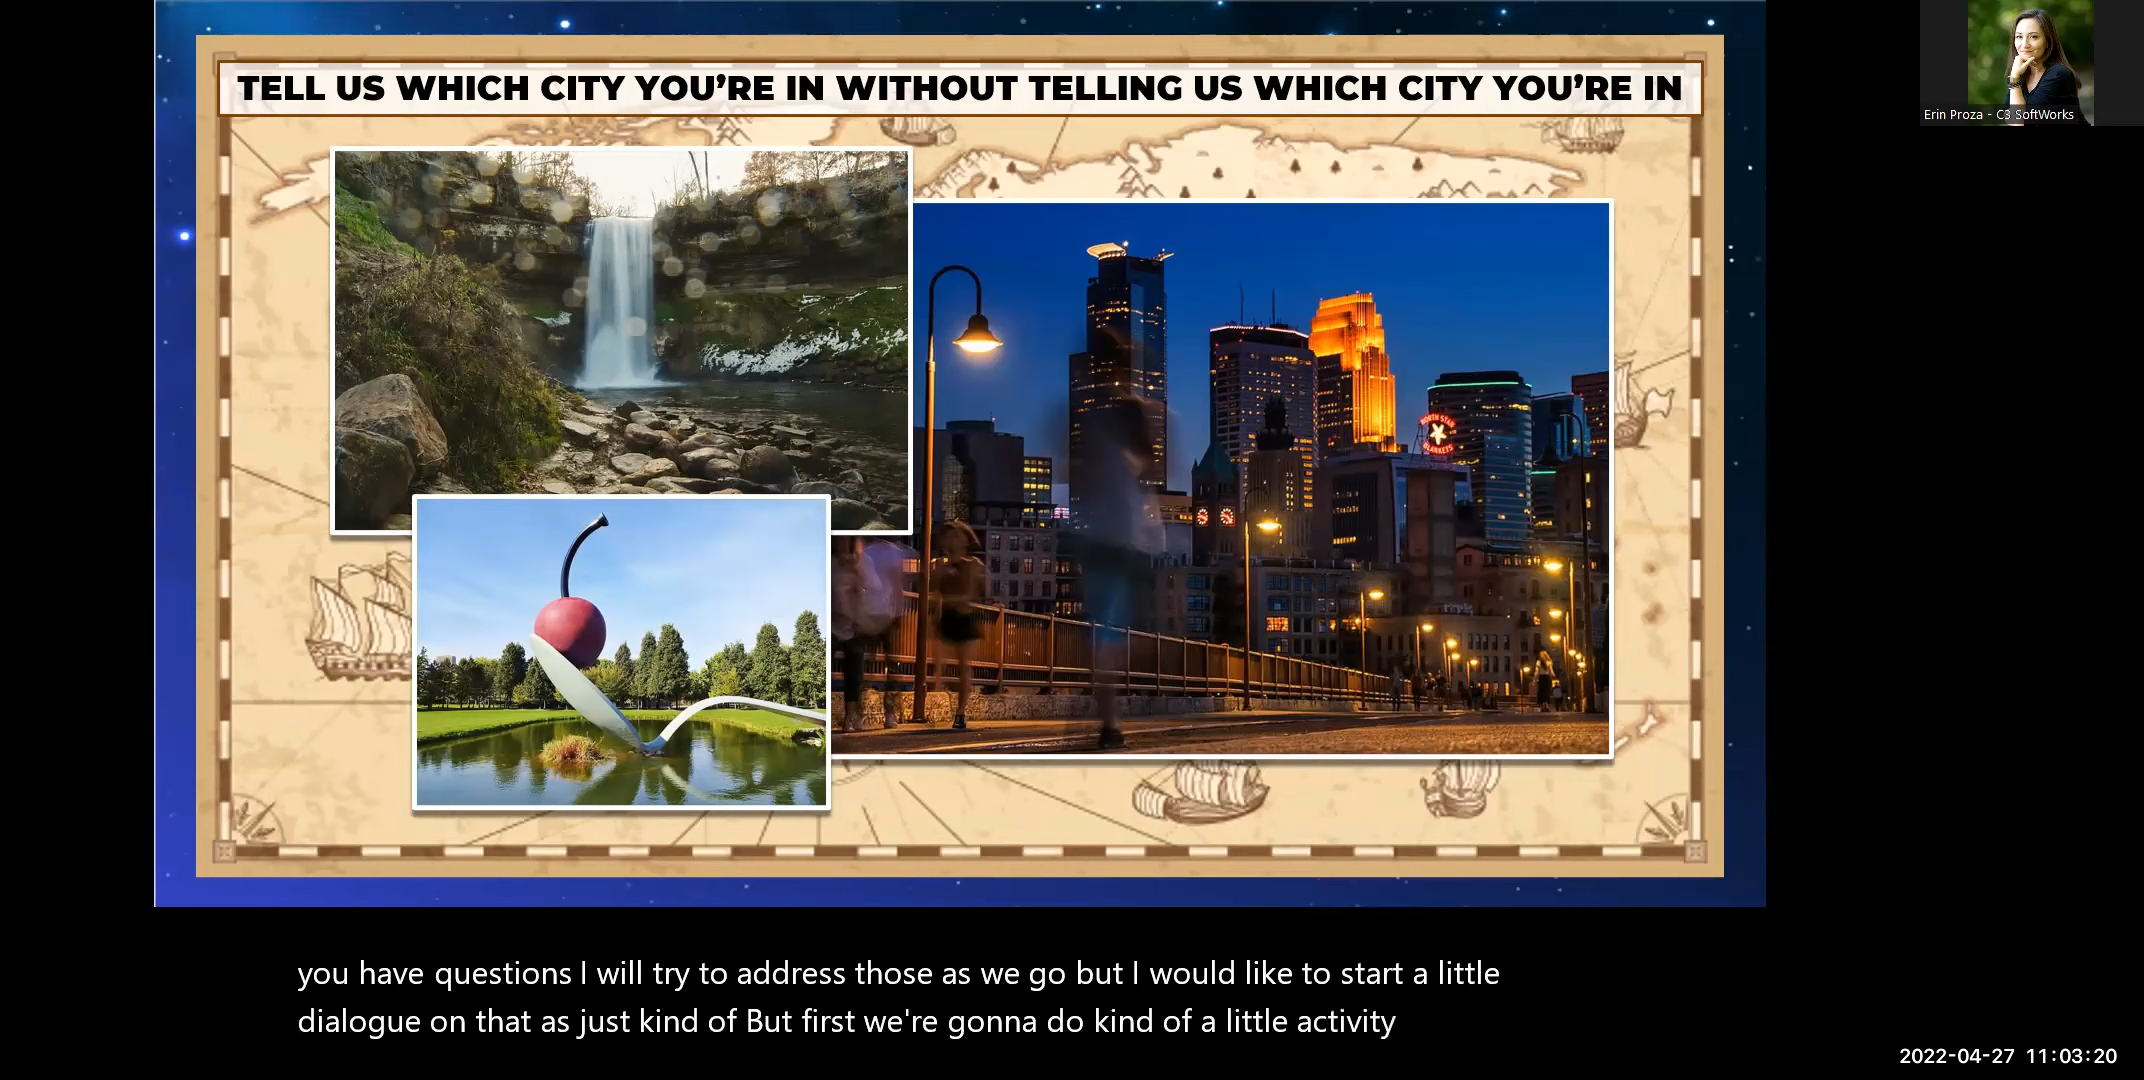 TELL US WHICH CITY YOU’RE IN WITHOUT TELLING US WHICH CITY YOU’RE IN
Erin Proza - C3 SoftWorks
NORTH STAR
BLANKETS
you have questions I will try to address those as we go but I would like to start a little
dialogue on that as just kind of But first we're gonna do kind of a little activity
2022-04-27 11:03:20